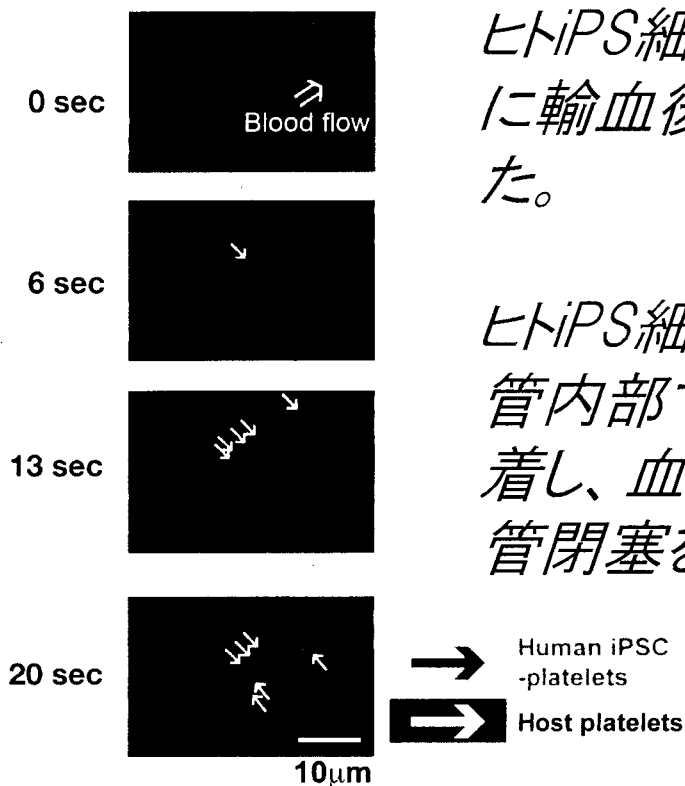 0 sec
Blood flow
6 sec
13 sec
20 sec
10μm
ヒトiPS細
に輸血後
た。
ヒトiPS細
管内部
着し、血
管閉塞
Human iPSC
-platelets
Host platelets